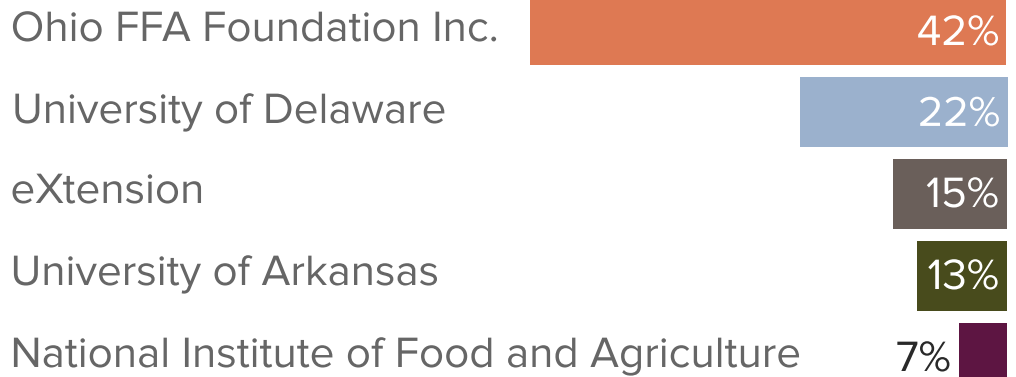 Ohio FFA Foundation Inc. 42%
University of Delaware 22%
eXtension 15%
University of Arkansas 13%
National Institute of Food and Agriculture 7%